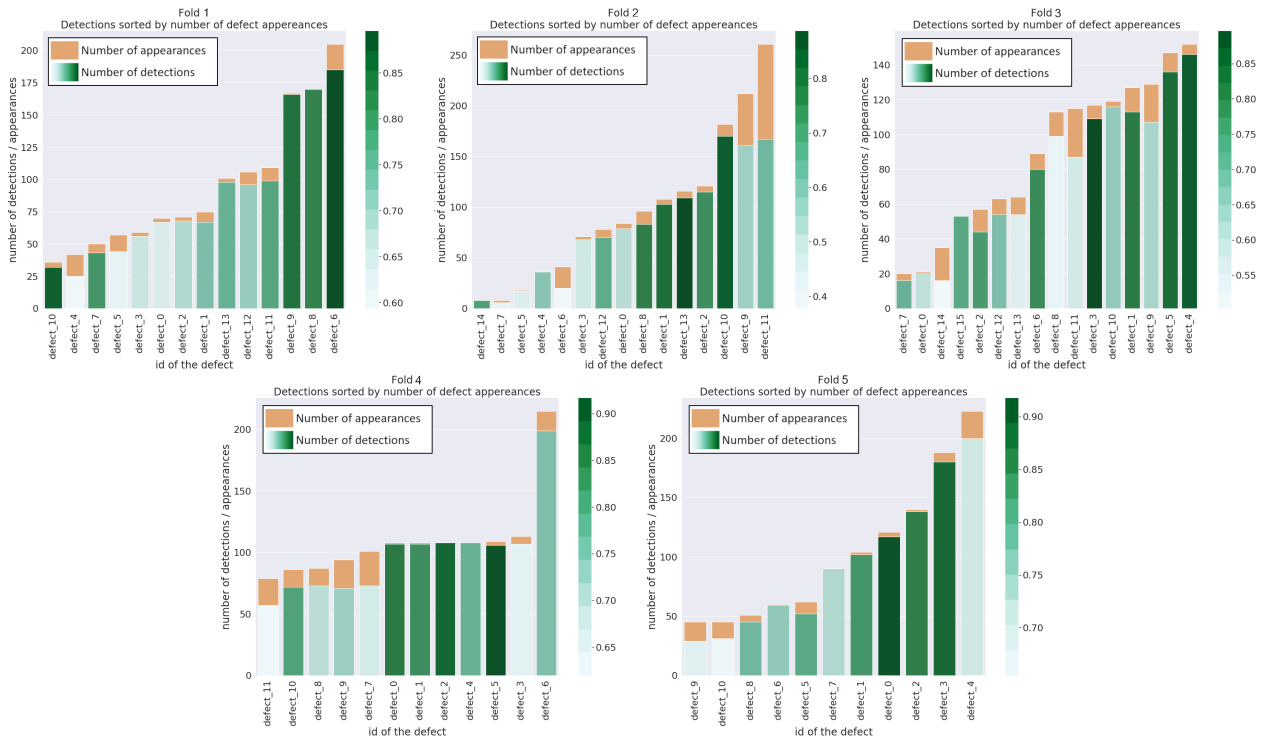 Fold 1
Detections sorted by number of defect appereances
Number of appearances
Number of detections
number of detections / appearances
200
175
150
125
100
75
50
25
0
0.85
0.80
0.75
0.70
0.65
0.60
defect_10
defect_4
defect_7
defect_5
defect_3
defect_0
defect_2
defect_1
defect_13
defect_12
defect_11
defect_9
defect_8
defect_6
id of the defect
Fold 2
Detections sorted by number of defect appereances
Number of appearances
Number of detections
number of detections / appearances
250
200
150
100
50
0
0.8
0.7
0.6
0.5
0.4
defect_14
defect_7
defect_5
defect_4
defect_6
defect_3
defect_12
defect_0
defect_8
defect_1
defect_13
defect_2
defect_10
defect_9
defect_11
id of the defect
Fold 3
Detections sorted by number of defect appereances
Number of appearances
Number of detections
number of detections / appearances
140
120
100
80
60
40
20
0
0.85
0.80
0.75
0.70
0.65
0.60
0.55
defect_7
defect_0
defect_14
defect_15
defect_2
defect_12
defect_13
defect_6
defect_8
defect_11
defect_3
defect_10
defect_1
defect_9
defect_5
defect_4
id of the defect
Fold 4
Detections sorted by number of defect appereances
Number of appearances
Number of detections
number of detections / appearances
200
150
100
50
0
0.90
0.85
0.80
0.75
0.70
0.65
defect_11
defect_10
defect_8
defect_9
defect_7
defect_0
defect_1
defect_2
defect_4
defect_5
defect_3
defect_6
id of the defect
Fold 5
Detections sorted by number of defect appereances
Number of appearances
Number of detections
number of detections / appearances
200
150
100
50
0
0.90
0.85
0.80
0.75
0.70
defect_9
defect_10
defect_8
defect_6
defect_5
defect_7
defect_1
defect_0
defect_2
defect_3
defect_4
id of the defect